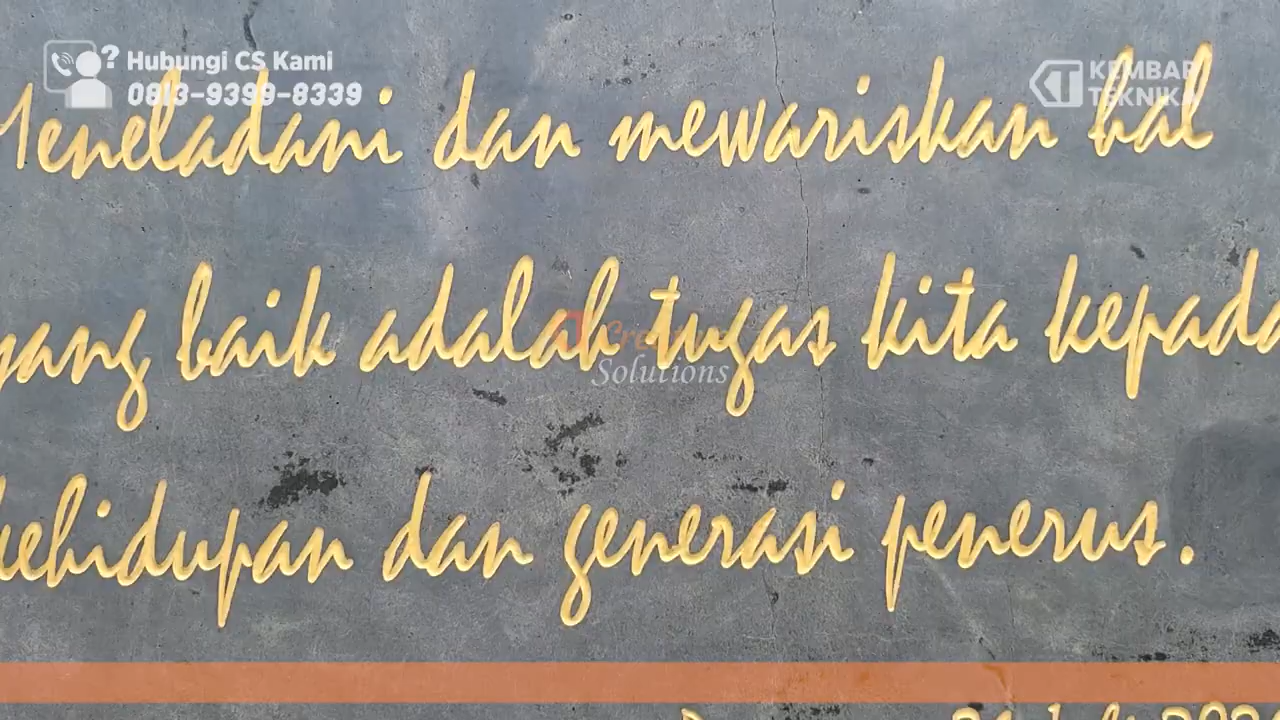 Hubungi CS Kami
0813-9399-8339
KEMBAR
TEKNIKA
Meneladani dan mewariskan hal
yang baik adalah tugas kita kepada
Creative
Solutions
kehidupan dan generasi penerus.